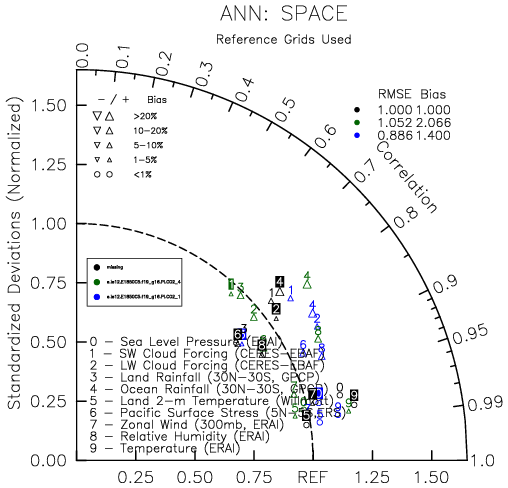 ANN: SPACE
Reference Grids Used
0.0 0.1 0.2 0.3 0.4 0.5 0.6 0.7 0.8 0.9 0.95 0.99 1.0
Correlation
Standardized Deviations (Normalized)
1.50
1.25
1.00
0.75
0.50
0.25
0.00
− / + Bias
>20%
10−20%
5−10%
1−5%
<1%
RMSE Bias
1.000 1.000
1.052 2.066
0.886 1.400
missing
0 − Sea Level Pressure (ERAI)
1 − SW Cloud Forcing (CERES−EBAF)
2 − LW Cloud Forcing (CERES−EBAF)
3 − Land Rainfall (30N−30S, GPCP)
4 − Ocean Rainfall (30N−30S, GPCP)
5 − Land 2−m Temperature (Willmott)
6 − Pacific Surface Stress (5N−5S,ERS)
7 − Zonal Wind (300mb, ERAI)
8 − Relative Humidity (ERAI)
9 − Temperature (ERAI)
0.25 0.50 0.75 REF 1.25 1.50